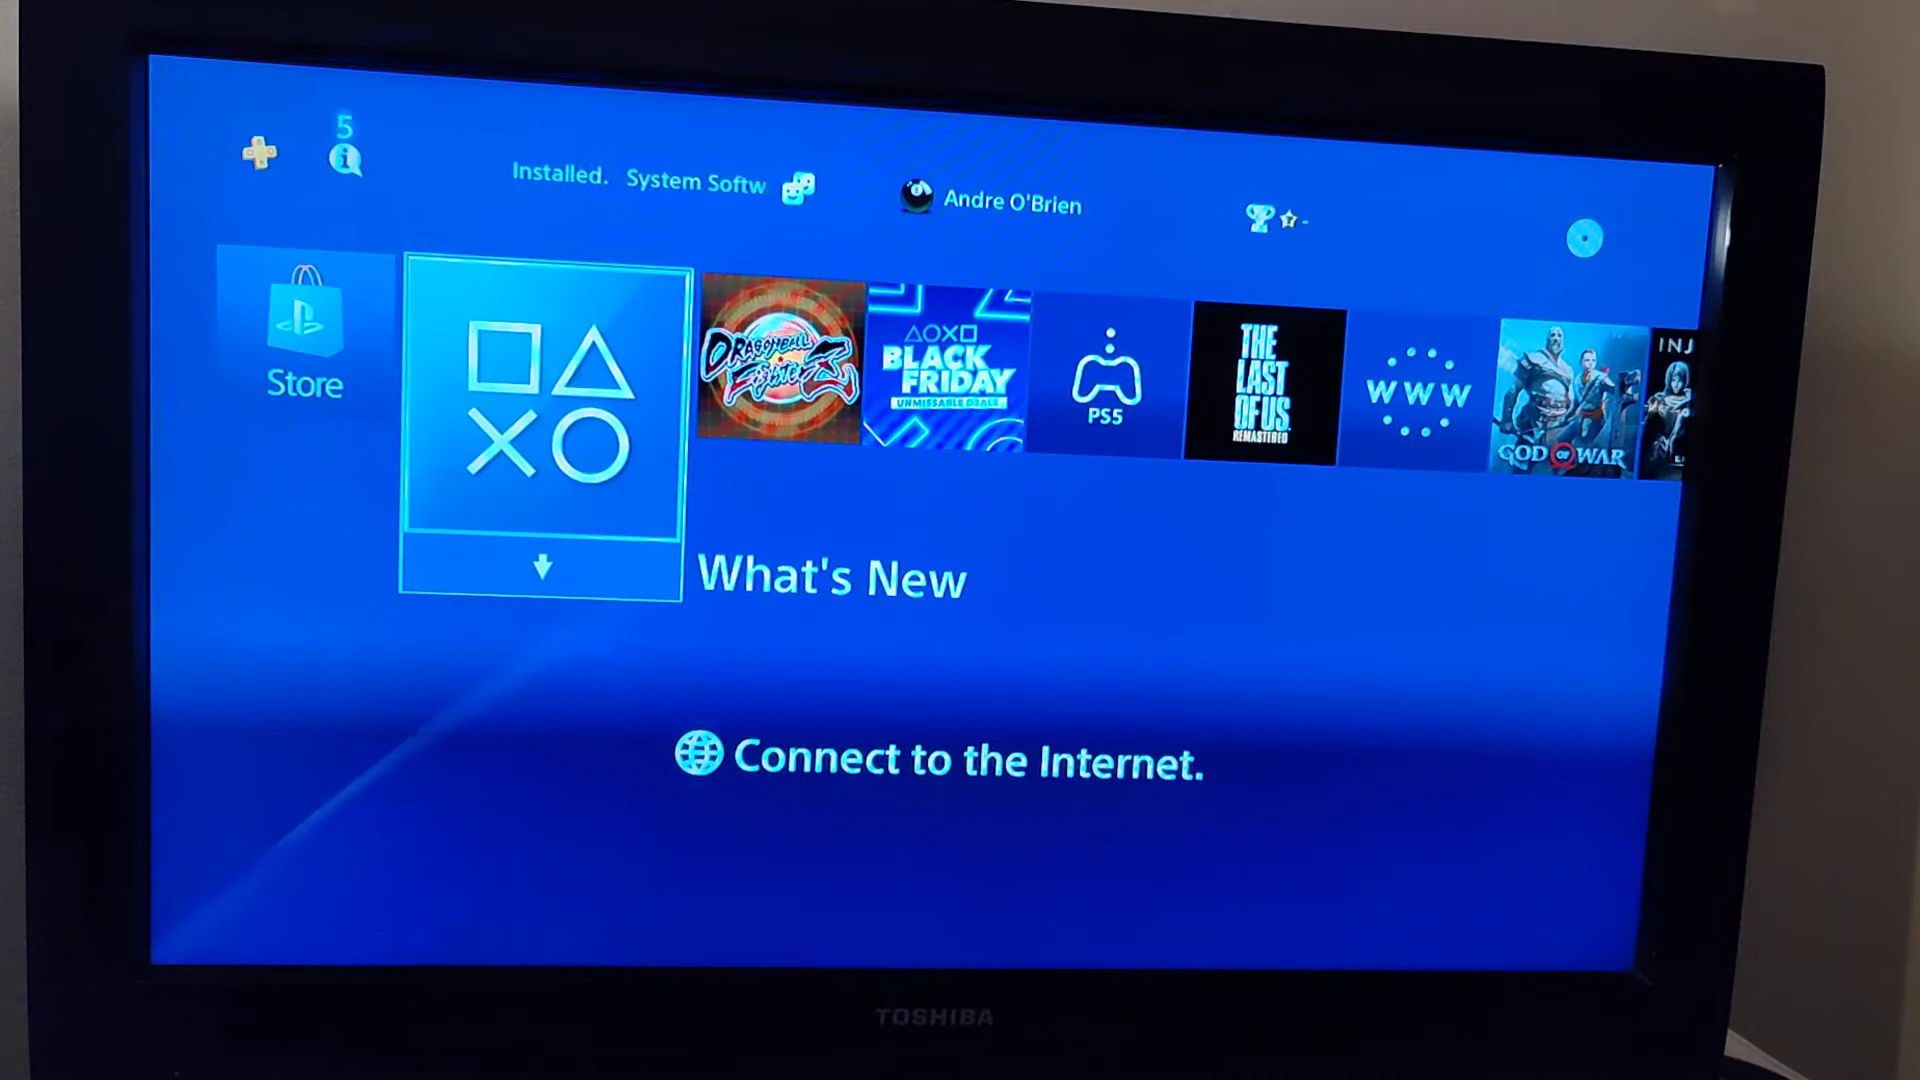 5
Installed. System Softw
Andre O'Brien
-
Store
DRAGONBALL
FighterZ
BLACK
FRIDAY
UNMISSABLE DEALS
PS5
THE
LAST
OF US
REMASTERED
WWW
GOD OF WAR
INJ
What's New
Connect to the Internet.
TOSHIBA